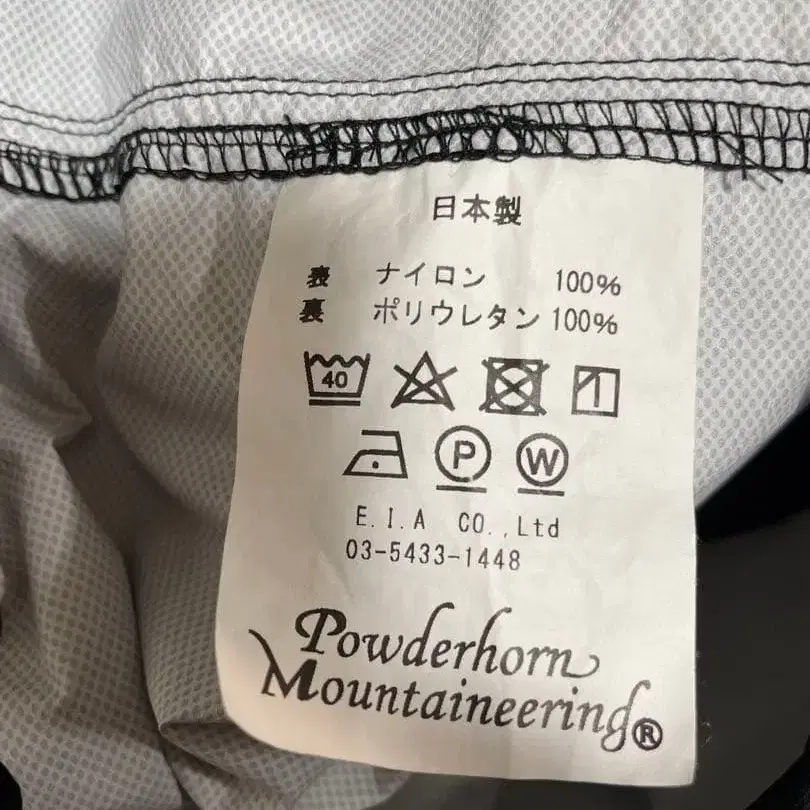 日本製
表 ナイロン 100%
裏 ポリウレタン 100%
40
P W
E.I.A CO.,Ltd
03-5433-1448
Powderhorn
Mountaineering®